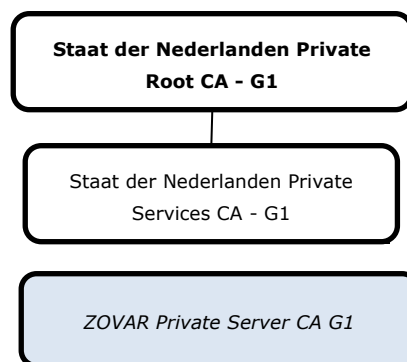 Staat der Nederlanden Private
Root CA - G1
Staat der Nederlanden Private
Services CA - G1
ZOVAR Private Server CA G1